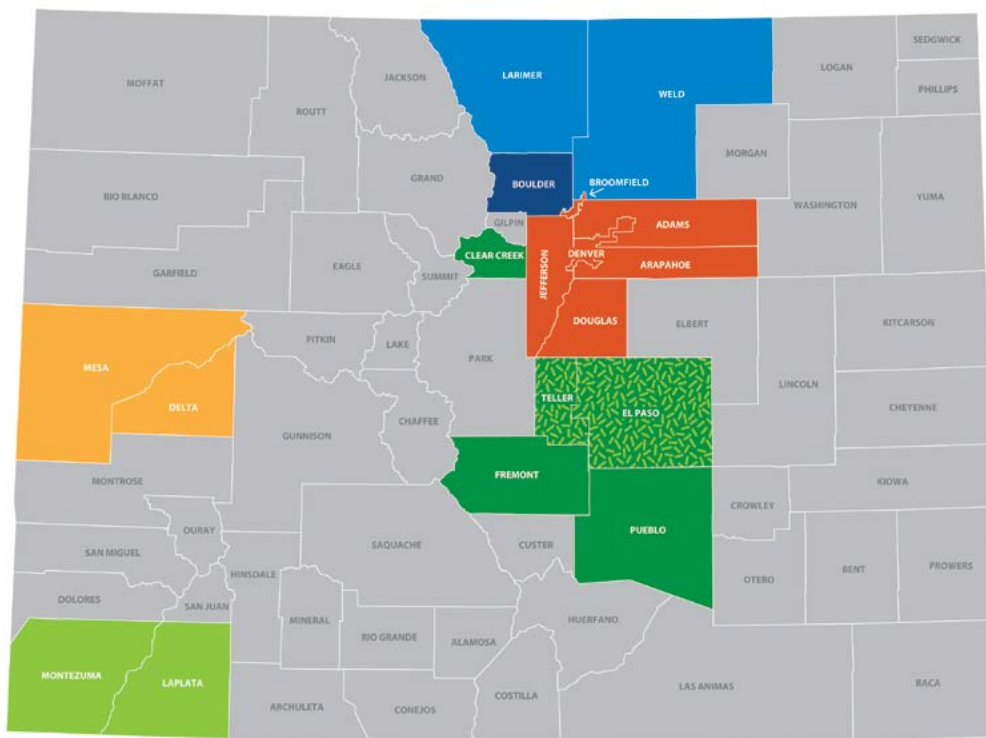 SEDGWICK
LOGAN
JACKSON
LARIMER
MOFFAT
PHILLIPS
WELD
ROUTT
MORGAN
GRAND
BOULDER
BROOMFIELD
RIO BLANCO
YUMA
WASHINGTON
GILPIN
ADAMS
CLEAR CREEK
DENVER
EAGLE
ARAPAHOE
GARFIELD
SUMMIT
JEFFERSON
DOUGLAS
ELBERT
KITCARSON
PITKIN
LAKE
PARK
MESA
LINCOLN
CHAFFEE
TELLER
DELTA
EL PASO
CHEYENNE
GUNNISON
FREMONT
MONTROSE
KIOWA
CROWLEY
OURAY
PUEBLO
SAQUACHE
CUSTER
SAN MIGUEL
HINSDALE
OTERO
BENT
PROWERS
DOLORES
SAN JUAN
MINERAL
HUERFANO
RIO GRANDE
ALAMOSA
MONTEZUMA
LAPLATA
LAS ANIMAS
BACA
COSTILLA
ARCHULETA
CONEJOS